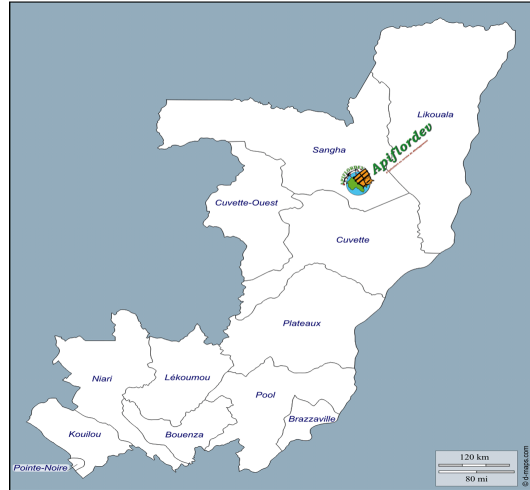 Likouala
Sangha
Apiflordev
Cuvette-Ouest
Cuvette
Plateaux
Niari
Lékoumou
Pool
Brazzaville
Kouilou
Bouenza
Pointe-Noire
120 km
80 mi
© d-maps.com